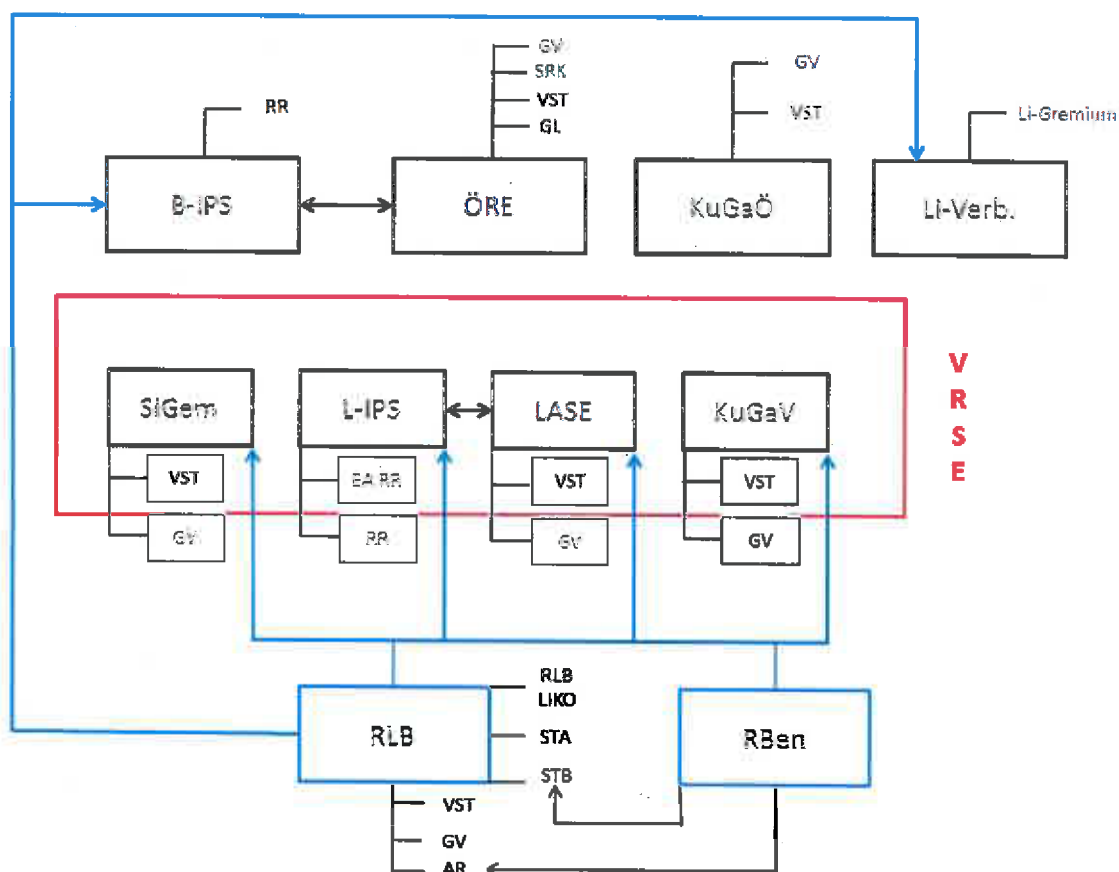 GV
SRK
VST
GL
GV
VST
RR
Li-Gremium
B-IPS
ÖRE
KuGaÖ
Li-Verb.
V
R
S
E
SiGem
L-IPS
LASE
KuGaV
VST
EA RR
VST
VST
GV
RR
GV
GV
RLB
LIKO
STA
STB
RLB
RBen
VST
GV
AR